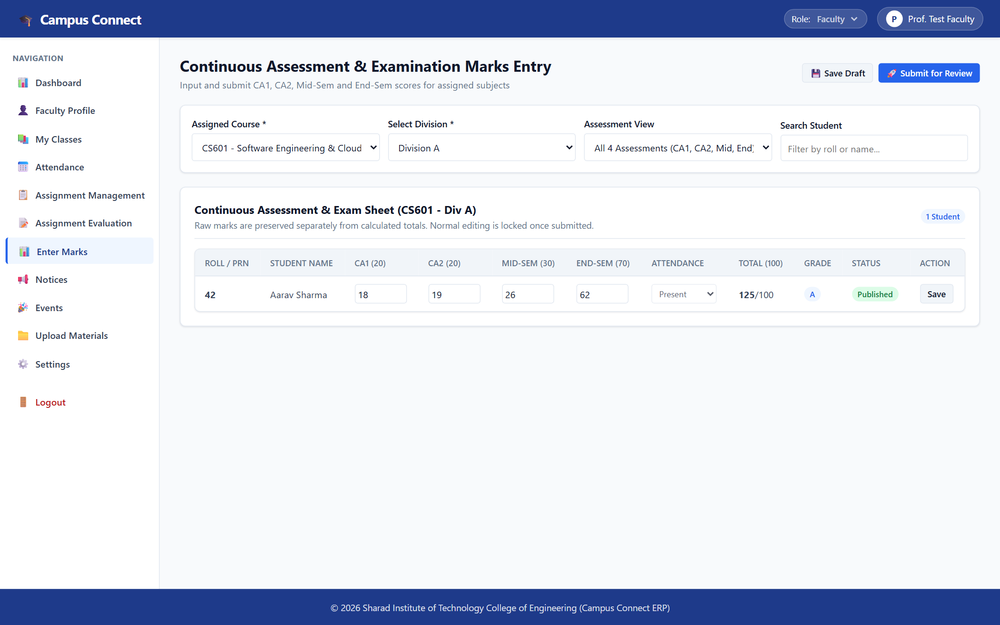 Campus Connect
Role: Faculty
P Prof. Test Faculty
NAVIGATION
Dashboard
Faculty Profile
My Classes
Attendance
Assignment Management
Assignment Evaluation
Enter Marks
Notices
Events
Upload Materials
Settings
Logout
Continuous Assessment & Examination Marks Entry
Input and submit CA1, CA2, Mid-Sem and End-Sem scores for assigned subjects
Save Draft
Submit for Review
Assigned Course *
CS601 - Software Engineering & Cloud
Select Division *
Division A
Assessment View
All 4 Assessments (CA1, CA2, Mid, End)
Search Student
Filter by roll or name...
Continuous Assessment & Exam Sheet (CS601 - Div A)
Raw marks are preserved separately from calculated totals. Normal editing is locked once submitted.
1 Student
ROLL / PRN STUDENT NAME CA1 (20) CA2 (20) MID-SEM (30) END-SEM (70) ATTENDANCE TOTAL (100) GRADE STATUS ACTION
42 Aarav Sharma 18 19 26 62 Present 125/100 A Published Save
© 2026 Sharad Institute of Technology College of Engineering (Campus Connect ERP)